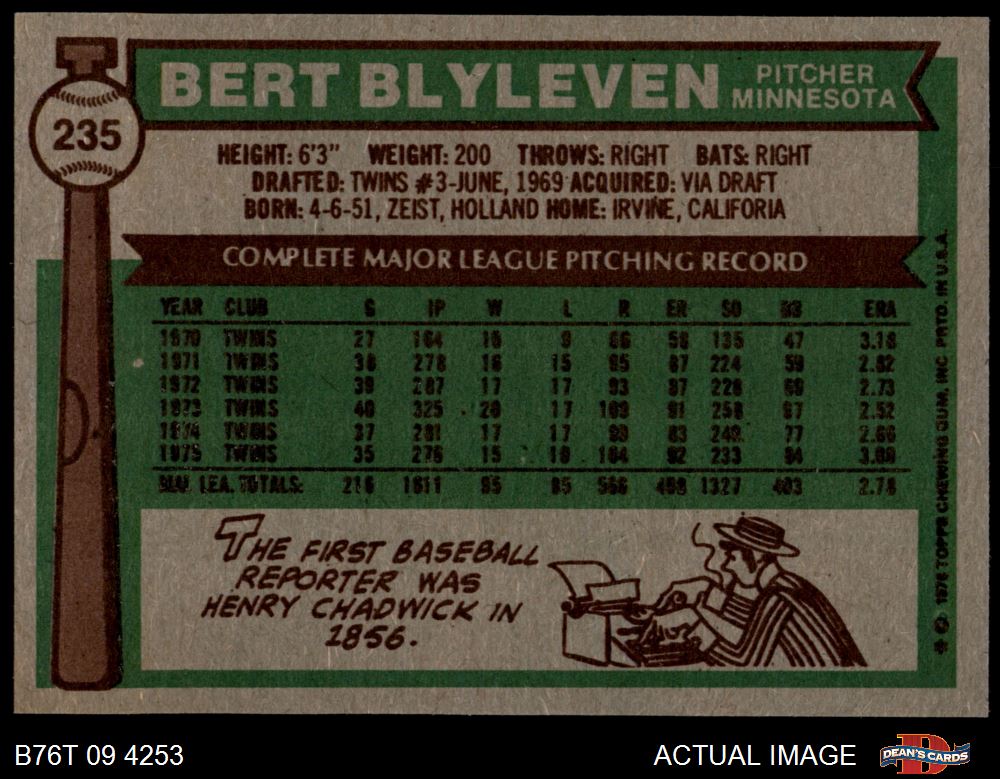 235
BERT BLYLEVEN
PITCHER
MINNESOTA
HEIGHT: 6'3" WEIGHT: 200 THROWS: RIGHT BATS: RIGHT
DRAFTED: TWINS #3-JUNE, 1969 ACQUIRED: VIA DRAFT
BORN: 4-6-51, ZEIST, HOLLAND HOME: IRVINE, CALIFORIA
COMPLETE MAJOR LEAGUE PITCHING RECORD
YEAR CLUB G IP W L R ER SO BB ERA
1970 TWINS 27 164 10 9 66 58 135 47 3.18
1971 TWINS 38 278 16 15 95 87 224 59 2.82
1972 TWINS 39 287 17 17 93 87 228 69 2.73
1973 TWINS 40 325 20 17 109 91 258 67 2.52
1974 TWINS 37 281 17 17 99 83 249 77 2.66
1975 TWINS 35 276 15 10 104 92 233 84 3.00
MAJ. LEA. TOTALS: 216 1611 95 85 566 498 1327 403 2.78
THE FIRST BASEBALL
REPORTER WAS
HENRY CHADWICK IN
1856.
© 1976 TOPPS CHEWING GUM, INC. PRTD. IN U.S.A.
B76T 09 4253
ACTUAL IMAGE
DEAN'S CARDS